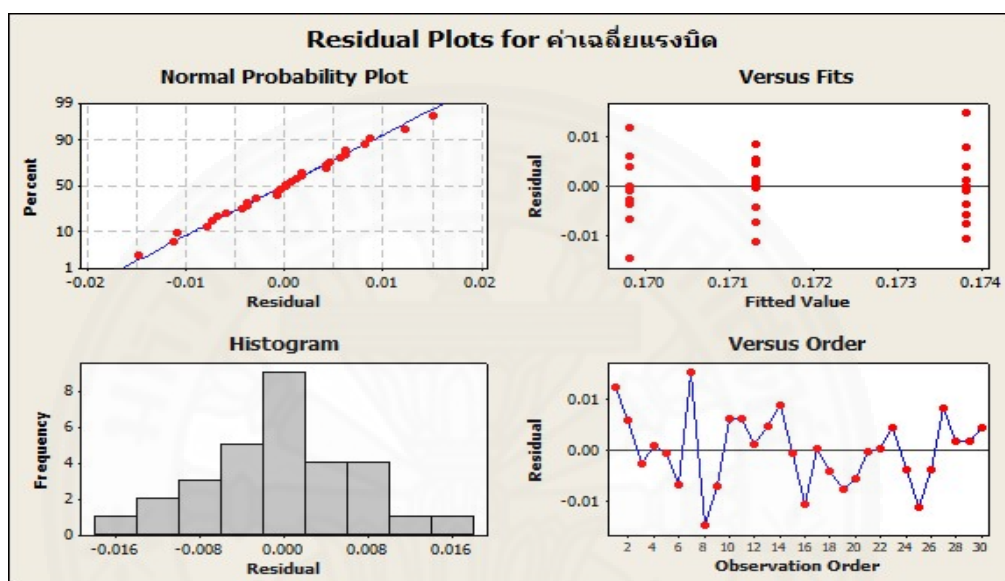 Residual Plots for ค่าเฉลี่ยแรงบิด
Normal Probability Plot
99
90
50
10
1
Percent
-0.02 -0.01 0.00 0.01 0.02
Residual
Versus Fits
0.01
0.00
-0.01
Residual
0.170 0.171 0.172 0.173 0.174
Fitted Value
Histogram
8
6
4
2
0
Frequency
-0.016 -0.008 0.000 0.008 0.016
Residual
Versus Order
0.01
0.00
-0.01
Residual
2 4 6 8 10 12 14 16 18 20 22 24 26 28 30
Observation Order